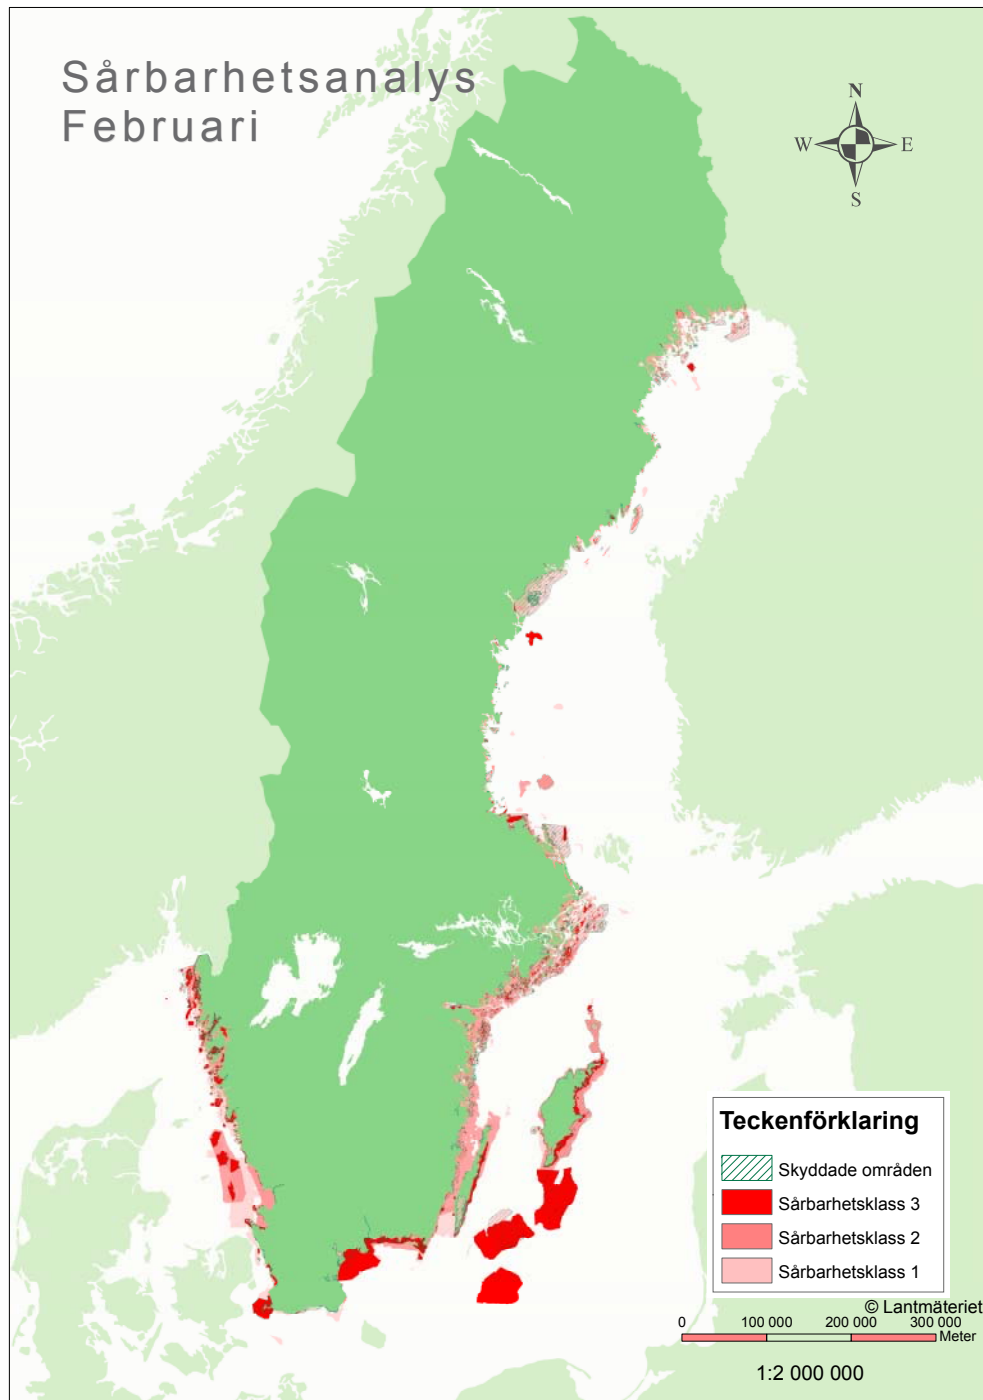 Sårbarhetsanalys
Februari
N
W E
S
Teckenförklaring
Skyddade områden
Sårbarhetsklass 3
Sårbarhetsklass 2
Sårbarhetsklass 1
© Lantmäteriet
0 100 000 200 000 300 000
Meter
1:2 000 000